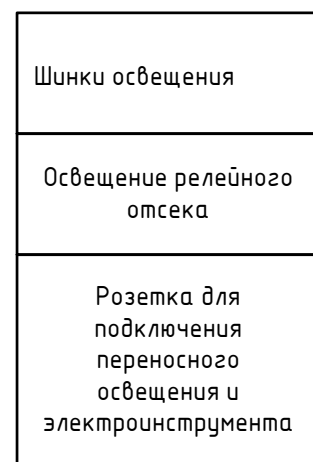 Шинки освещения
Освещение релейного
отсека
Розетка для
подключения
переносного
освещения и
электроинструмента